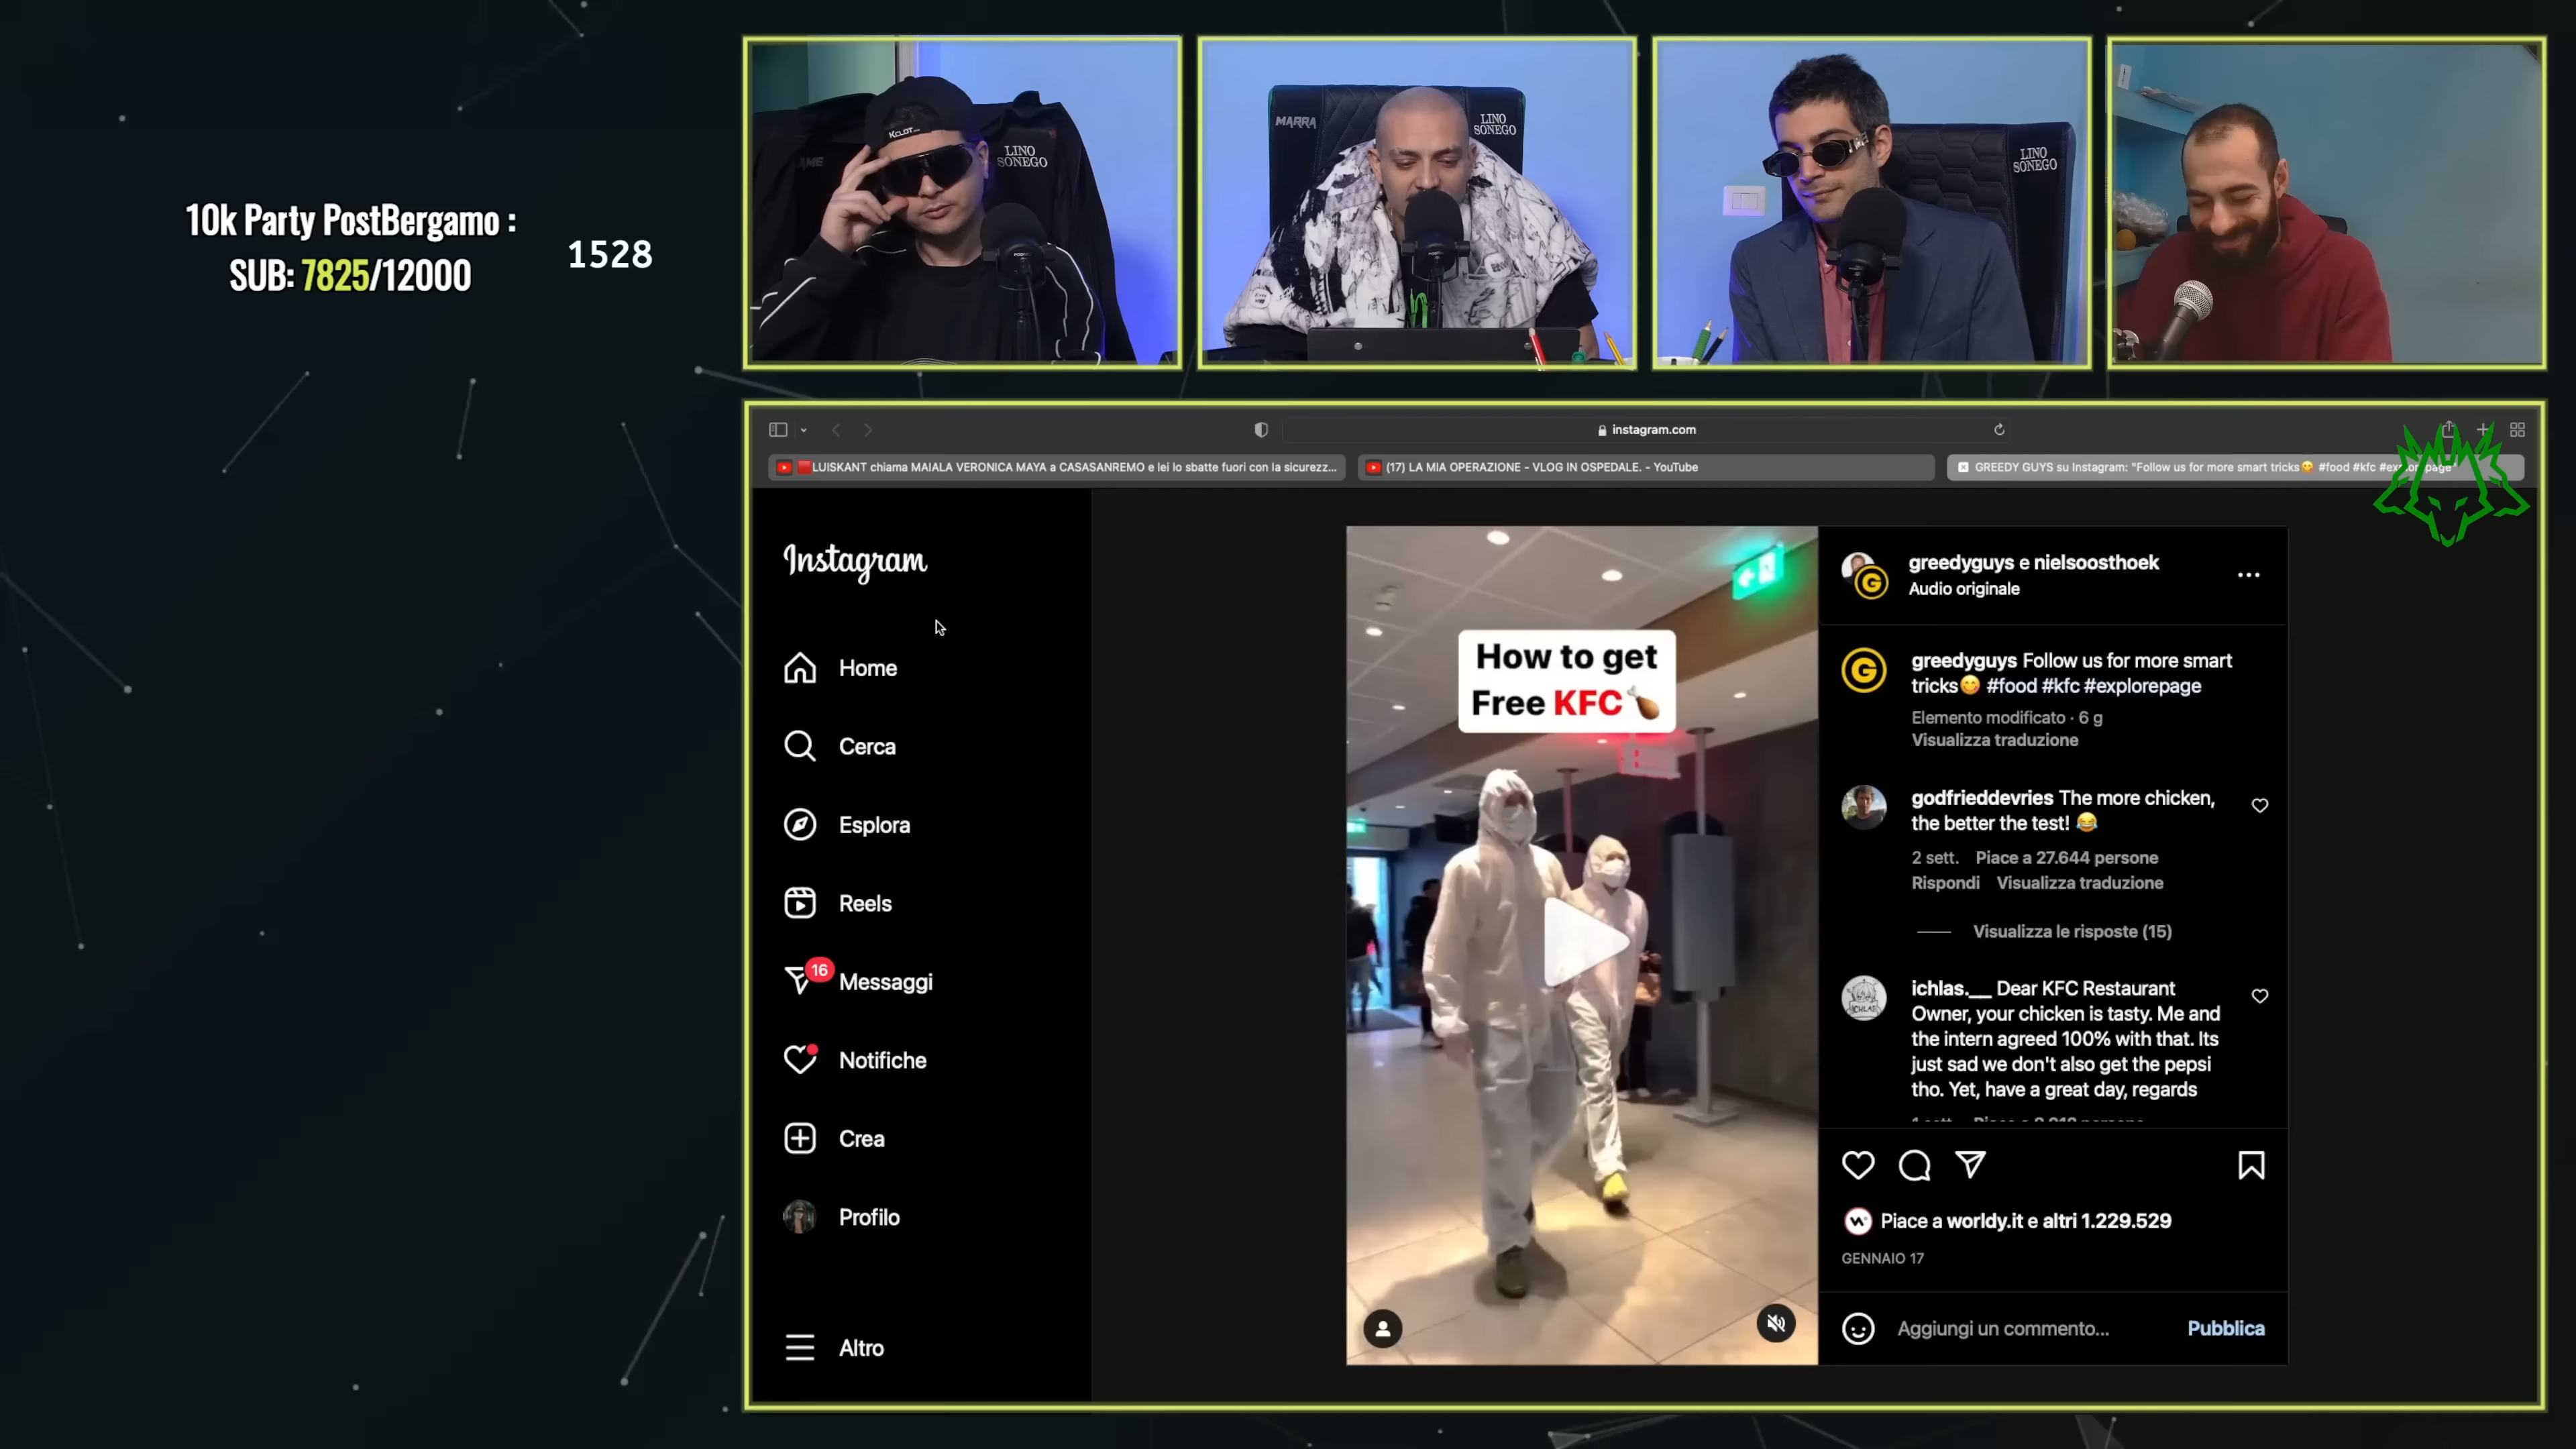 10k Party PostBergamo :
SUB: 7825/12000
1528
LINO
SONEGO
MARRA
LINO
SONEGO
LINO
SONEGO
instagram.com
LUISKANT chiama MAIALA VERONICA MAYA a CASASANREMO e lei lo sbatte fuori con la sicurezz...
(17) LA MIA OPERAZIONE - VLOG IN OSPEDALE. - YouTube
GREEDY GUYS su Instagram: "Follow us for more smart tricks😋 #food #kfc #explorepage"
Instagram
Home
Cerca
Esplora
Reels
16
Messaggi
Notifiche
Crea
Profilo
Altro
How to get
Free KFC🍗
greedyguys e nielsoosthoek
Audio originale
greedyguys Follow us for more smart
tricks😋 #food #kfc #explorepage
Elemento modificato · 6 g
Visualizza traduzione
godfrieddevries The more chicken,
the better the test! 😂
2 sett. Piace a 27.644 persone
Rispondi Visualizza traduzione
Visualizza le risposte (15)
ichlas.__ Dear KFC Restaurant
Owner, your chicken is tasty. Me and
the intern agreed 100% with that. Its
just sad we don't also get the pepsi
tho. Yet, have a great day, regards
Piace a worldy.it e altri 1.229.529
GENNAIO 17
Aggiungi un commento...
Pubblica